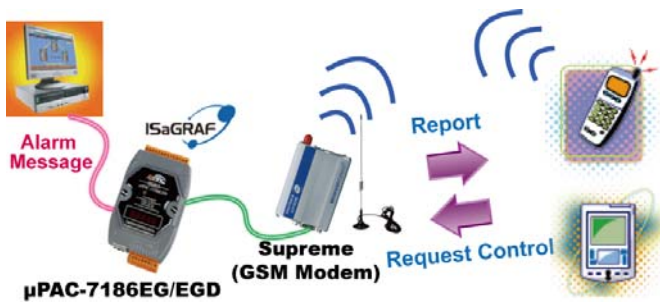 ISaGRAF
Alarm
Message
Report
Supreme
(GSM Modem)
Request Control
µPAC-7186EG/EGD